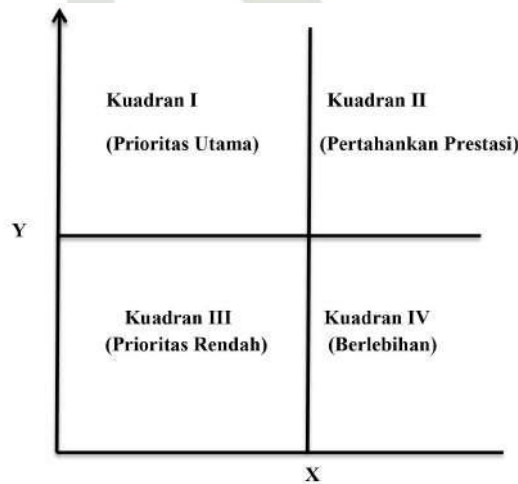 Kuadran I
(Prioritas Utama)
Kuadran II
(Pertahankan Prestasi)
Y
Kuadran III
(Prioritas Rendah)
Kuadran IV
(Berlebihan)
X